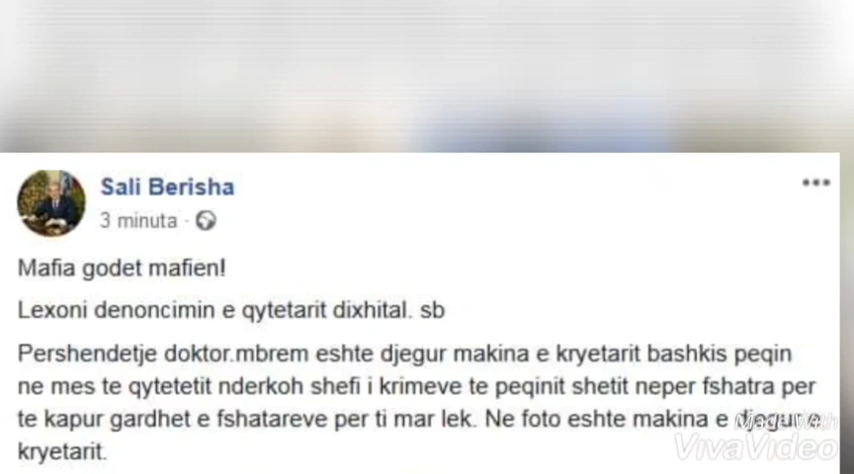 Sali Berisha
3 minuta ·
Mafia godet mafien!
Lexoni denoncimin e qytetarit dixhital. sb
Pershendetje doktor.mbrem eshte djegur makina e kryetarit bashkis peqin
ne mes te qytetetit nderkoh shefi i krimeve te peqinit shetit neper fshatra per
te kapur gardhet e fshatareve per ti mar lek. Ne foto eshte makina e djegur e
kryetarit.
Made With
VivaVideo